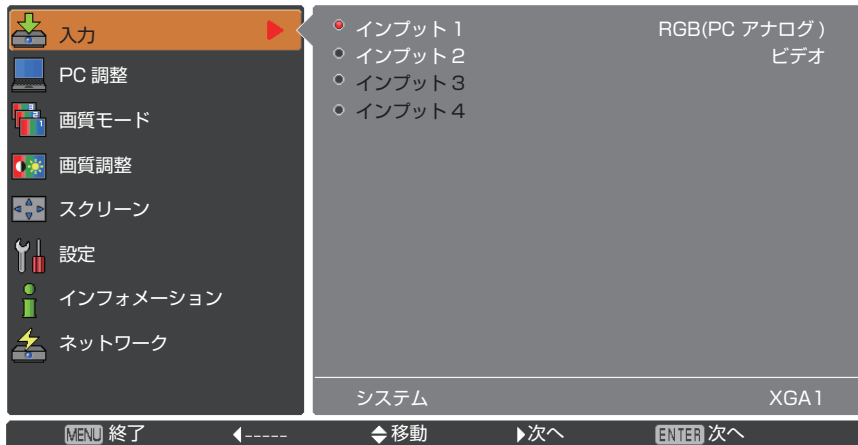 入力
PC 調整
画質モード
画質調整
スクリーン
設定
インフォメーション
ネットワーク
インプット 1 RGB(PC アナログ)
インプット 2 ビデオ
インプット 3
インプット 4
システム XGA1
MENU 終了 ----- 移動 次へ ENTER 次へ